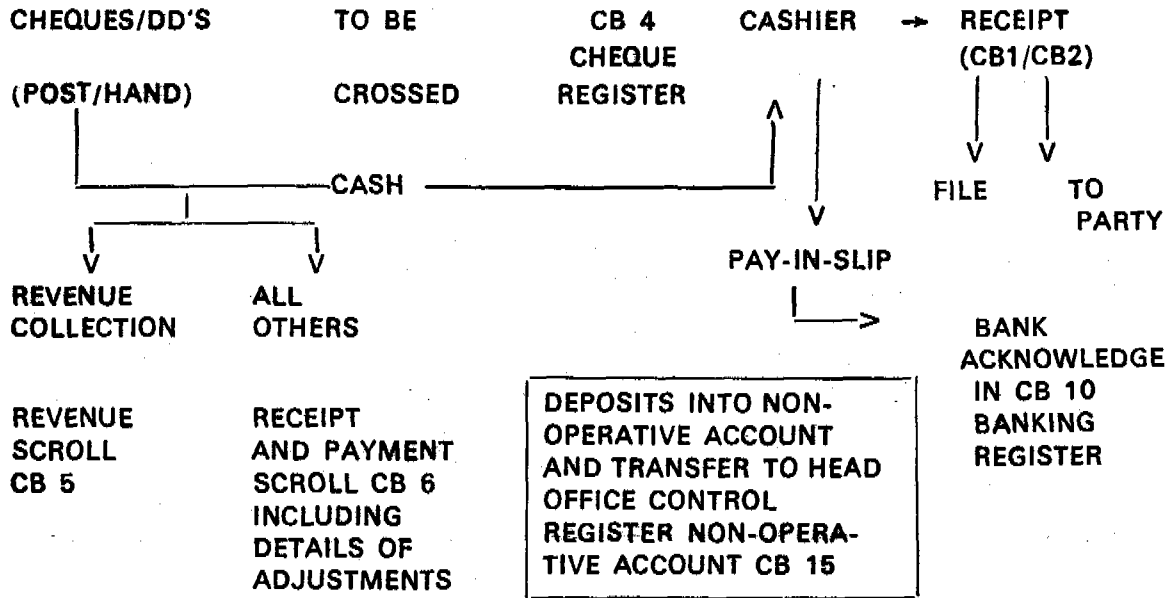 CHEQUES/DD'S TO BE CB 4 CASHIER → RECEIPT
CHEQUE (CB1/CB2)
(POST/HAND) CROSSED REGISTER
CASH
FILE TO
PARTY
PAY-IN-SLIP
REVENUE ALL
COLLECTION OTHERS
BANK
ACKNOWLEDGE
IN CB 10
BANKING
REGISTER
REVENUE
SCROLL
CB 5
RECEIPT
AND PAYMENT
SCROLL CB 6
INCLUDING
DETAILS OF
ADJUSTMENTS
DEPOSITS INTO NON-
OPERATIVE ACCOUNT
AND TRANSFER TO HEAD
OFFICE CONTROL
REGISTER NON-OPERA-
TIVE ACCOUNT CB 15